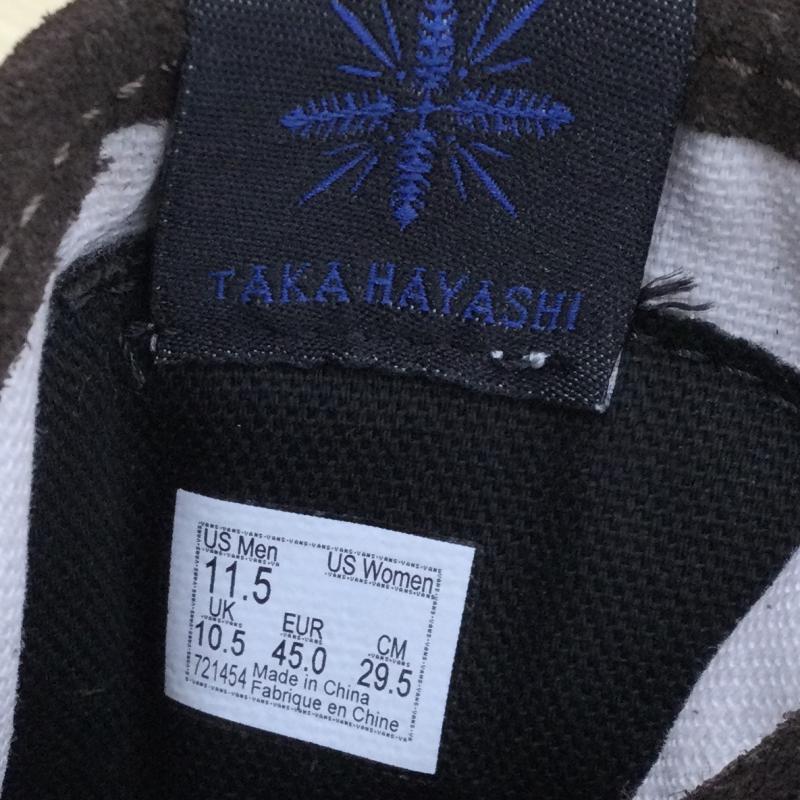 TAKA HAYASHI
US Men US Women
11.5
UK EUR CM
10.5 45.0 29.5
721454 Made in China
Fabrique en Chine